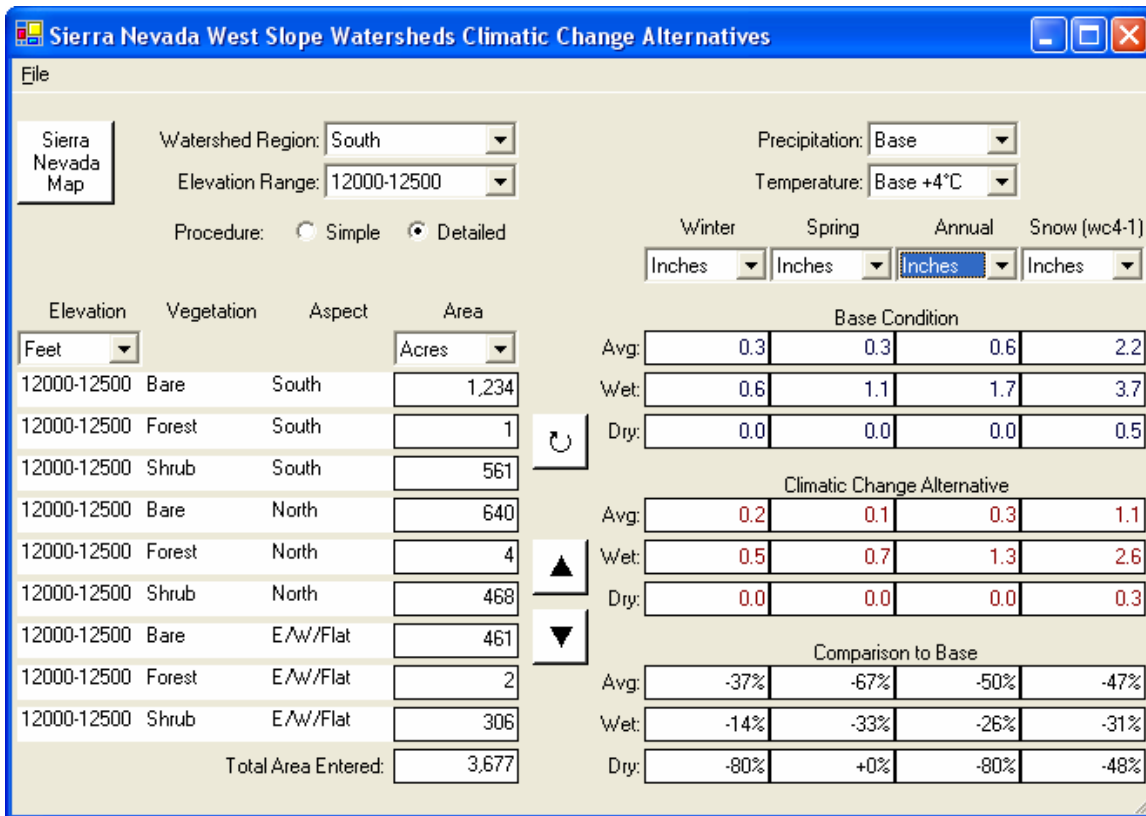 Sierra Nevada West Slope Watersheds Climatic Change Alternatives
File
Sierra
Nevada
Map
Watershed Region: South
Elevation Range: 12000-12500
Procedure: Simple Detailed
Precipitation: Base
Temperature: Base +4°C
Winter Spring Annual Snow (wc4-1)
Inches Inches Inches Inches
Elevation Vegetation Aspect Area
Feet Acres
12000-12500 Bare South 1,234
12000-12500 Forest South 1
12000-12500 Shrub South 561
12000-12500 Bare North 640
12000-12500 Forest North 4
12000-12500 Shrub North 468
12000-12500 Bare E/W/Flat 461
12000-12500 Forest E/W/Flat 2
12000-12500 Shrub E/W/Flat 306
Total Area Entered: 3,677
Base Condition
Avg: 0.3 0.3 0.6 2.2
Wet: 0.6 1.1 1.7 3.7
Dry: 0.0 0.0 0.0 0.5
Climatic Change Alternative
Avg: 0.2 0.1 0.3 1.1
Wet: 0.5 0.7 1.3 2.6
Dry: 0.0 0.0 0.0 0.3
Comparison to Base
Avg: -37% -67% -50% -47%
Wet: -14% -33% -26% -31%
Dry: -80% +0% -80% -48%